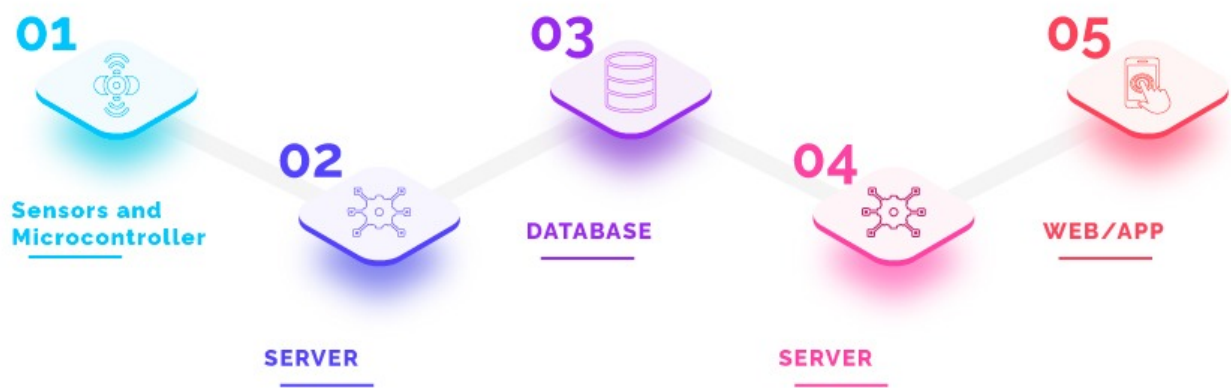 01
Sensors and
Microcontroller
02
SERVER
03
DATABASE
04
SERVER
05
WEB/APP